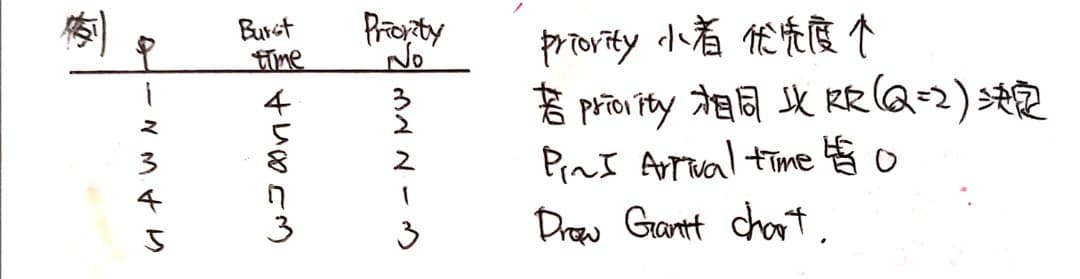 例 P Burst time Priority No
1 4 3
2 5 2
3 8 2
4 7 1
5 3 3
priority 小者 优先度↑
若 priority 相同 以 RR(Q=2) 決定
P1~5 Arrival time 皆 0
Draw Gantt chart.